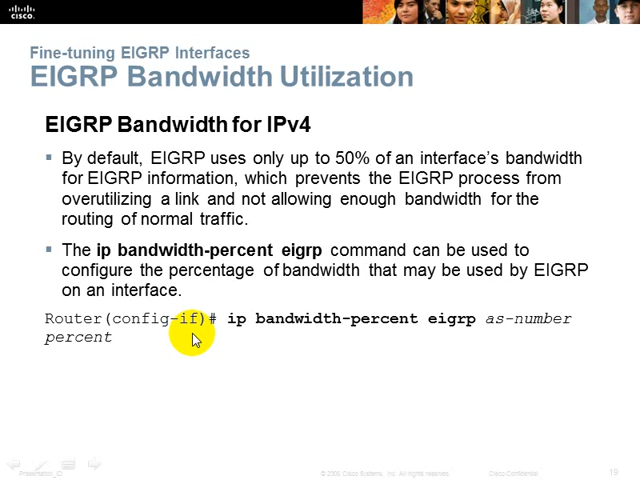 CISCO
Fine-tuning EIGRP Interfaces
EIGRP Bandwidth Utilization
EIGRP Bandwidth for IPv4
By default, EIGRP uses only up to 50% of an interface's bandwidth
for EIGRP information, which prevents the EIGRP process from
overutilizing a link and not allowing enough bandwidth for the
routing of normal traffic.
The ip bandwidth-percent eigrp command can be used to
configure the percentage of bandwidth that may be used by EIGRP
on an interface.
Router(config-if)# ip bandwidth-percent eigrp as-number
percent
Presentation_ID © 2008 Cisco Systems, Inc. All rights reserved. Cisco Confidential 19